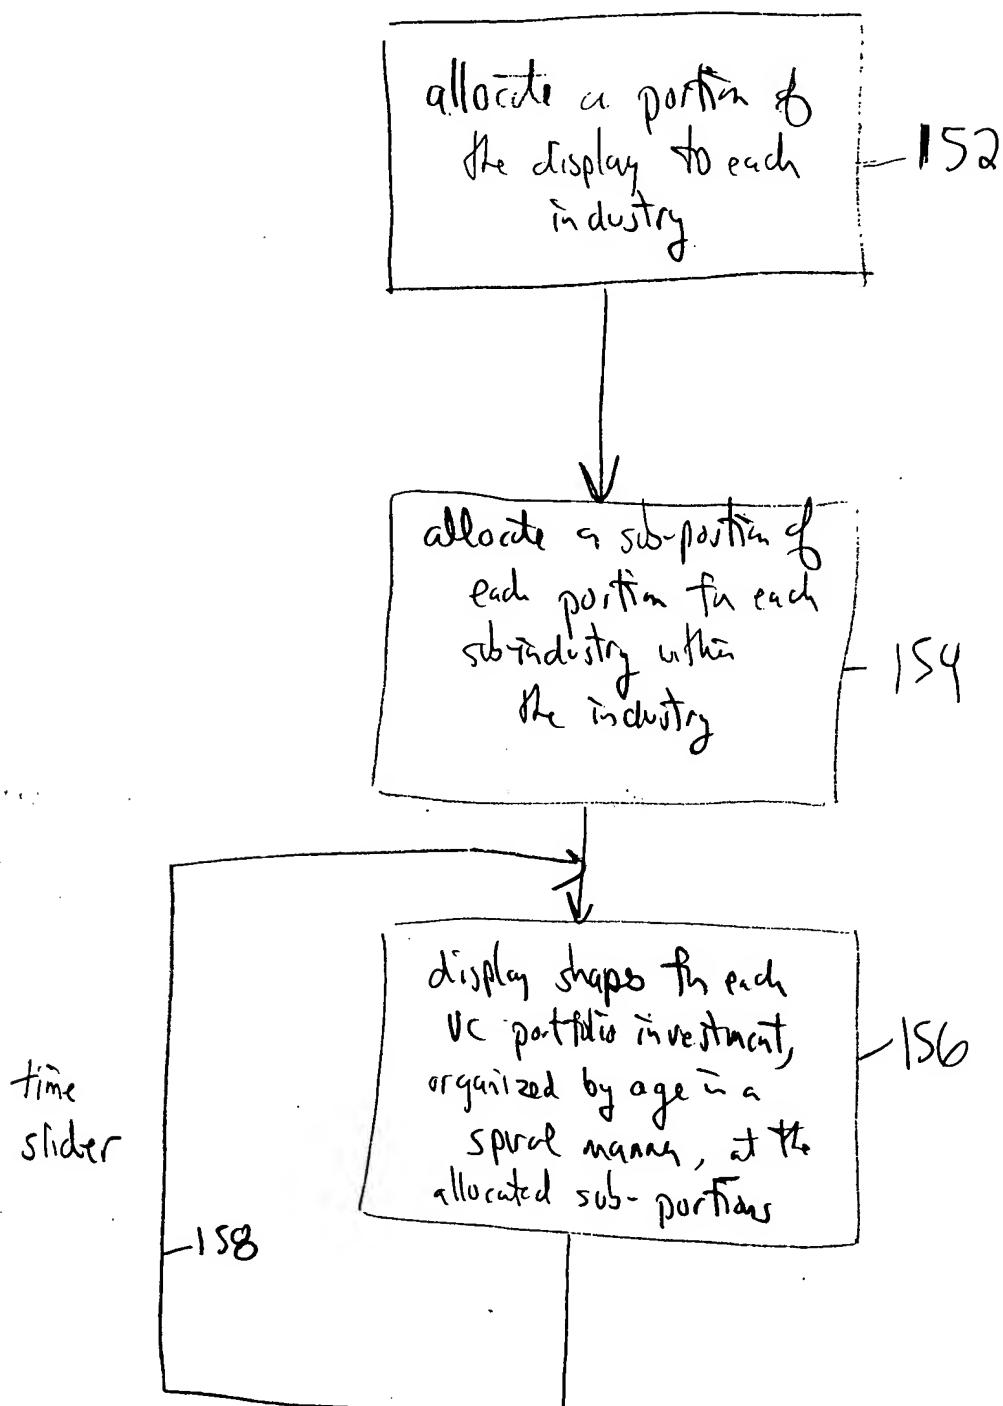 allocate a portion of
the display to each
industry
152
allocate a sub-portion of
each portion for each
sub-industry within
the industry
154
display shapes for each
VC portfolio investment,
organized by age in a
spiral manner, at the
allocated sub-portions
156
time
slider
158